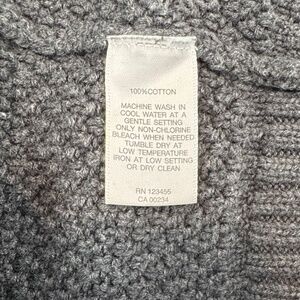 100%COTTON
MACHINE WASH IN
COOL WATER AT A
GENTLE SETTING
ONLY NON-CHLORINE
BLEACH WHEN NEEDED
TUMBLE DRY AT
LOW TEMPERATURE
IRON AT LOW SETTING
OR DRY CLEAN
RN 123455
CA 00234